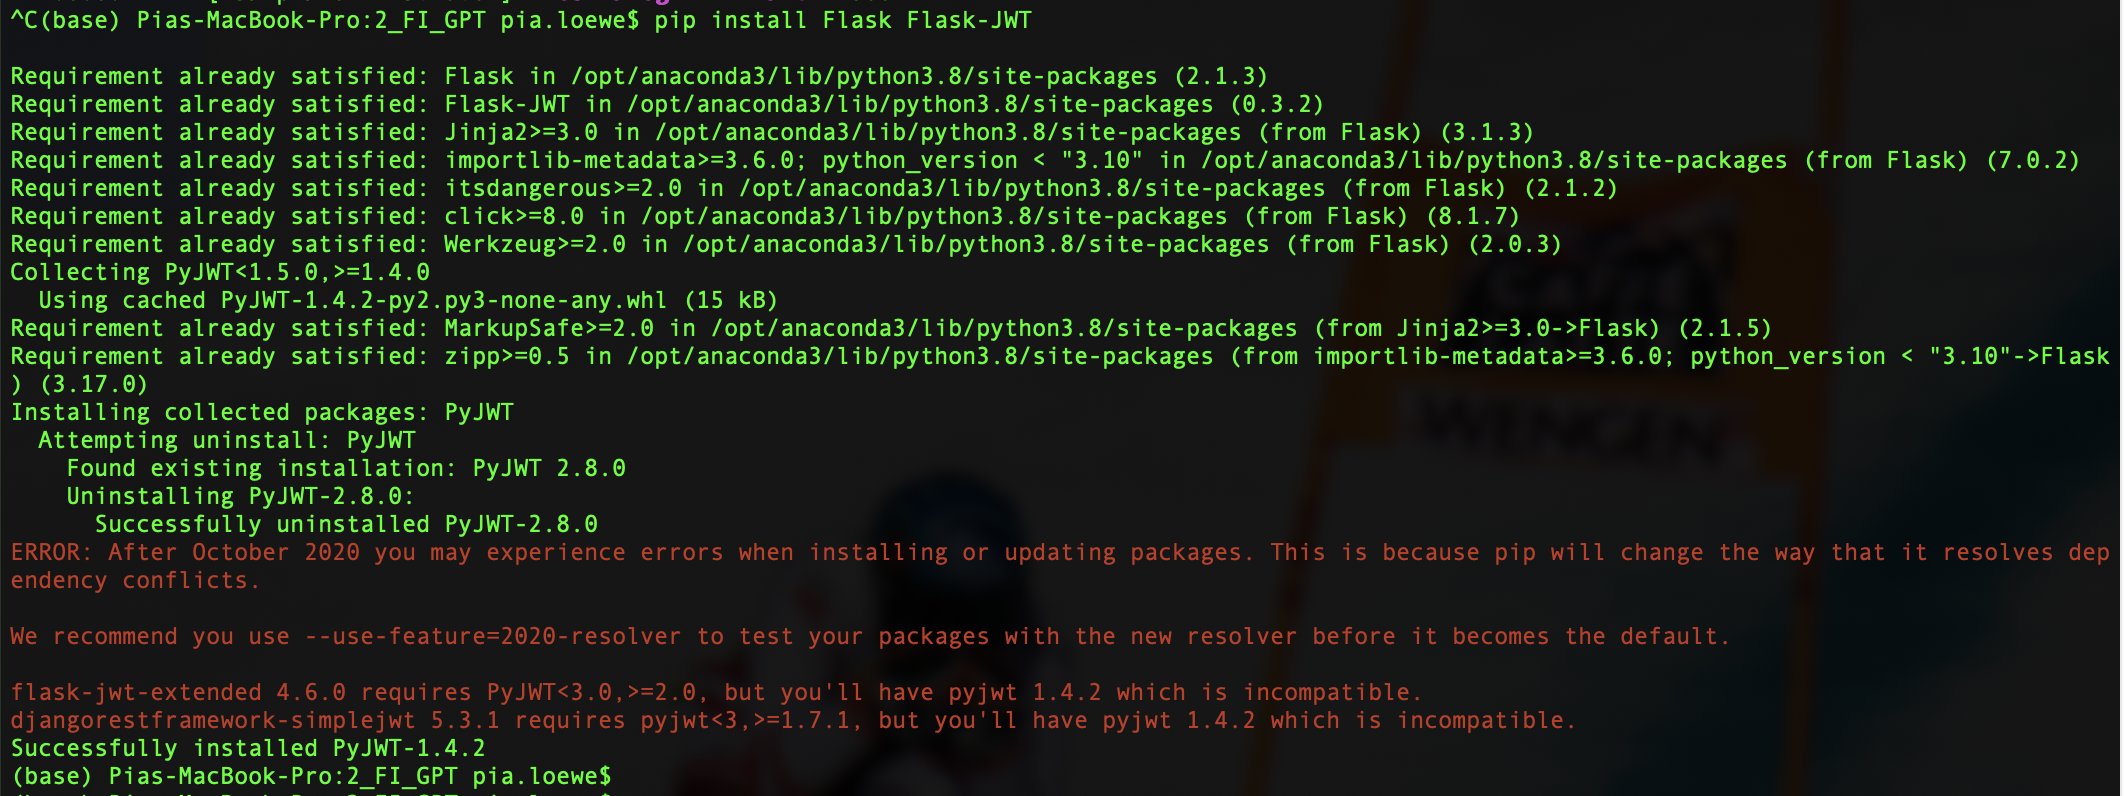 ^C(base) Pias-MacBook-Pro:2_FI_GPT pia.loewe$ pip install Flask Flask-JWT
Requirement already satisfied: Flask in /opt/anaconda3/lib/python3.8/site-packages (2.1.3)
Requirement already satisfied: Flask-JWT in /opt/anaconda3/lib/python3.8/site-packages (0.3.2)
Requirement already satisfied: Jinja2>=3.0 in /opt/anaconda3/lib/python3.8/site-packages (from Flask) (3.1.3)
Requirement already satisfied: importlib-metadata>=3.6.0; python_version < "3.10" in /opt/anaconda3/lib/python3.8/site-packages (from Flask) (7.0.2)
Requirement already satisfied: itsdangerous>=2.0 in /opt/anaconda3/lib/python3.8/site-packages (from Flask) (2.1.2)
Requirement already satisfied: click>=8.0 in /opt/anaconda3/lib/python3.8/site-packages (from Flask) (8.1.7)
Requirement already satisfied: Werkzeug>=2.0 in /opt/anaconda3/lib/python3.8/site-packages (from Flask) (2.0.3)
Collecting PyJWT<1.5.0,>=1.4.0
  Using cached PyJWT-1.4.2-py2.py3-none-any.whl (15 kB)
Requirement already satisfied: MarkupSafe>=2.0 in /opt/anaconda3/lib/python3.8/site-packages (from Jinja2>=3.0->Flask) (2.1.5)
Requirement already satisfied: zipp>=0.5 in /opt/anaconda3/lib/python3.8/site-packages (from importlib-metadata>=3.6.0; python_version < "3.10"->Flask
) (3.17.0)
Installing collected packages: PyJWT
  Attempting uninstall: PyJWT
    Found existing installation: PyJWT 2.8.0
    Uninstalling PyJWT-2.8.0:
      Successfully uninstalled PyJWT-2.8.0
ERROR: After October 2020 you may experience errors when installing or updating packages. This is because pip will change the way that it resolves dep
endency conflicts.
We recommend you use --use-feature=2020-resolver to test your packages with the new resolver before it becomes the default.
flask-jwt-extended 4.6.0 requires PyJWT<3.0,>=2.0, but you'll have pyjwt 1.4.2 which is incompatible.
djangorestframework-simplejwt 5.3.1 requires pyjwt<3,>=1.7.1, but you'll have pyjwt 1.4.2 which is incompatible.
Successfully installed PyJWT-1.4.2
(base) Pias-MacBook-Pro:2_FI_GPT pia.loewe$
WENGEN